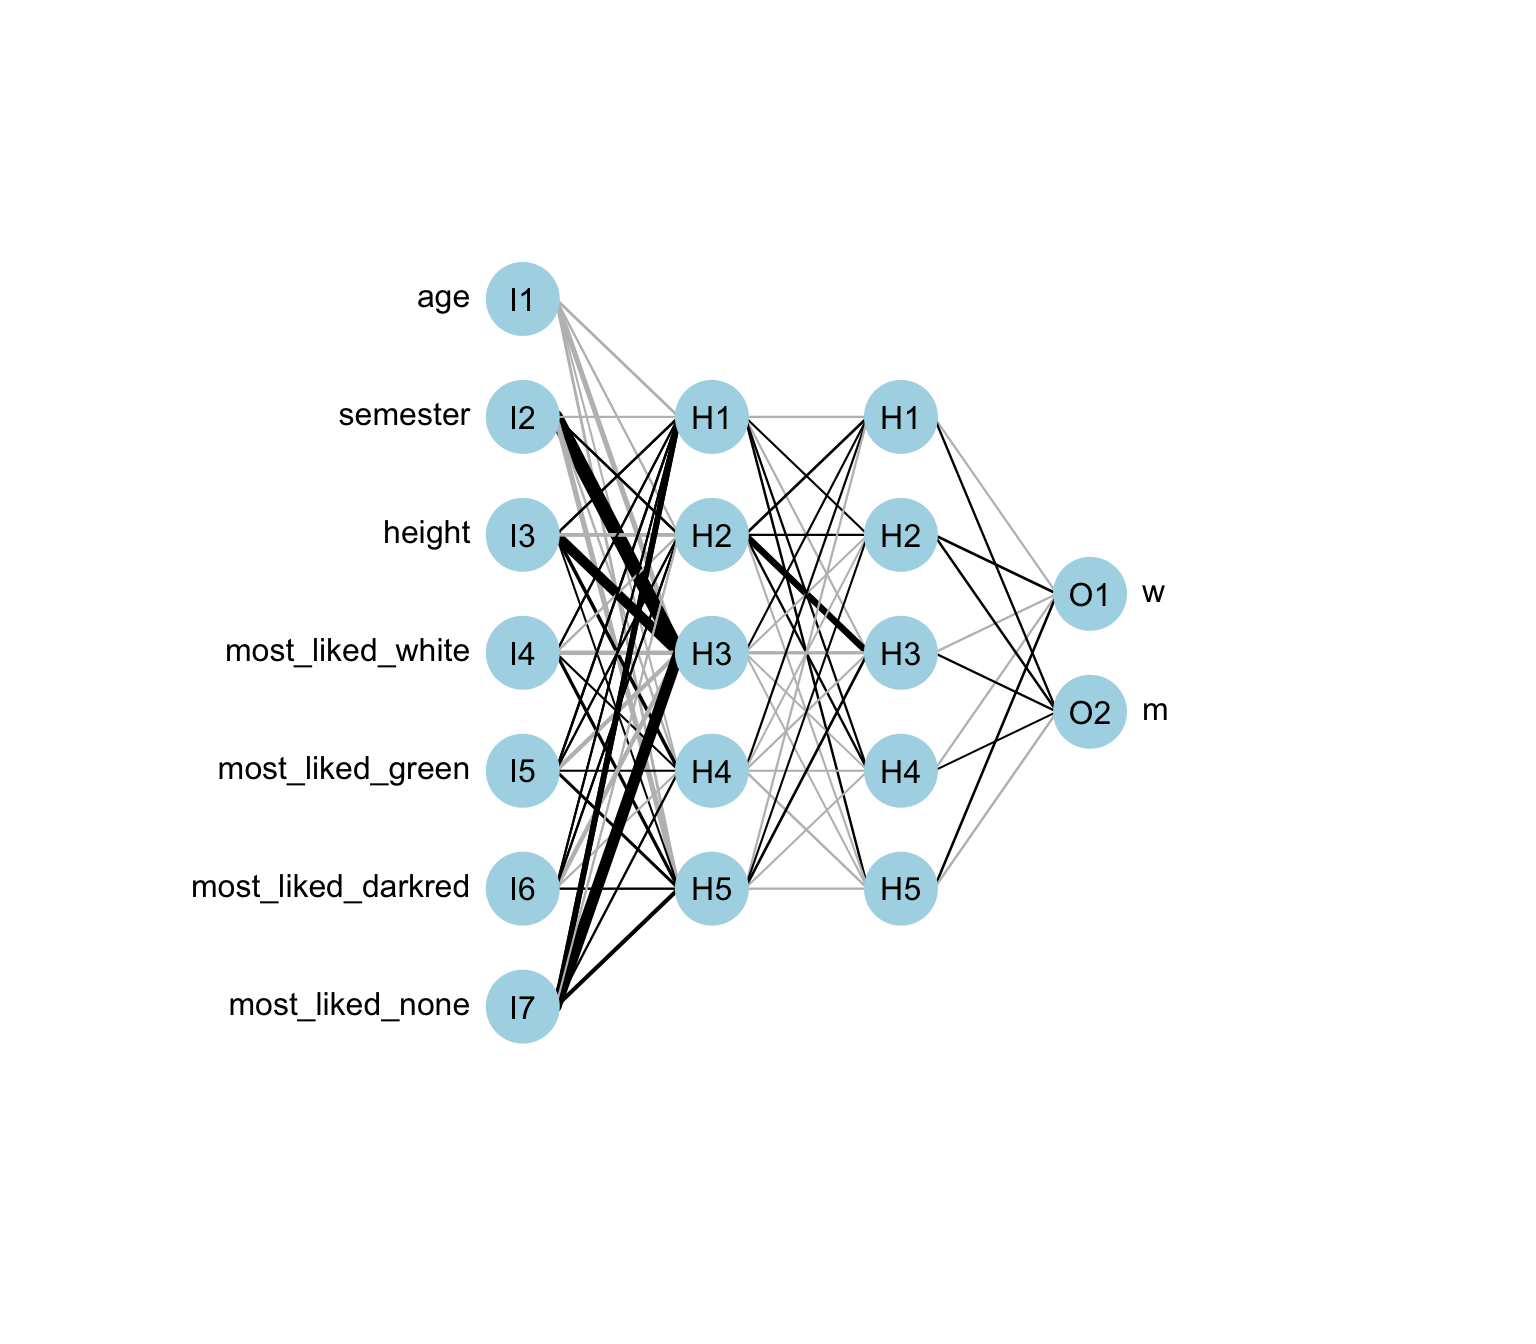 age I1
semester I2 H1 H1
height I3 H2 H2
O1 w
most_liked_white I4 H3 H3
O2 m
most_liked_green I5 H4 H4
most_liked_darkred I6 H5 H5
most_liked_none I7